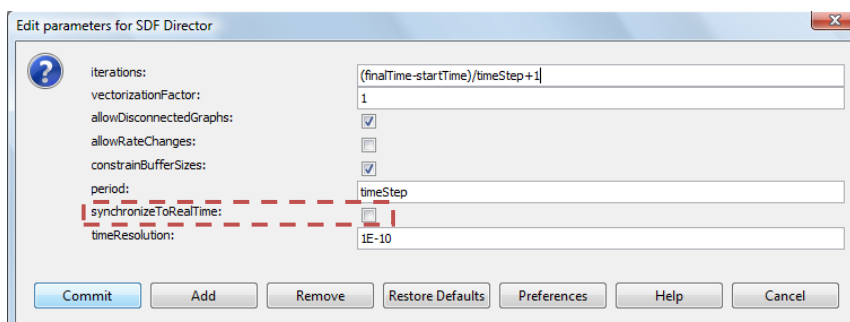 Edit parameters for SDF Director
X
?
iterations: (finalTime-startTime)/timeStep+1
vectorizationFactor: 1
allowDisconnectedGraphs:
allowRateChanges:
constrainBufferSizes:
period: timeStep
synchronizeToRealTime:
timeResolution: 1E-10
Commit Add Remove Restore Defaults Preferences Help Cancel